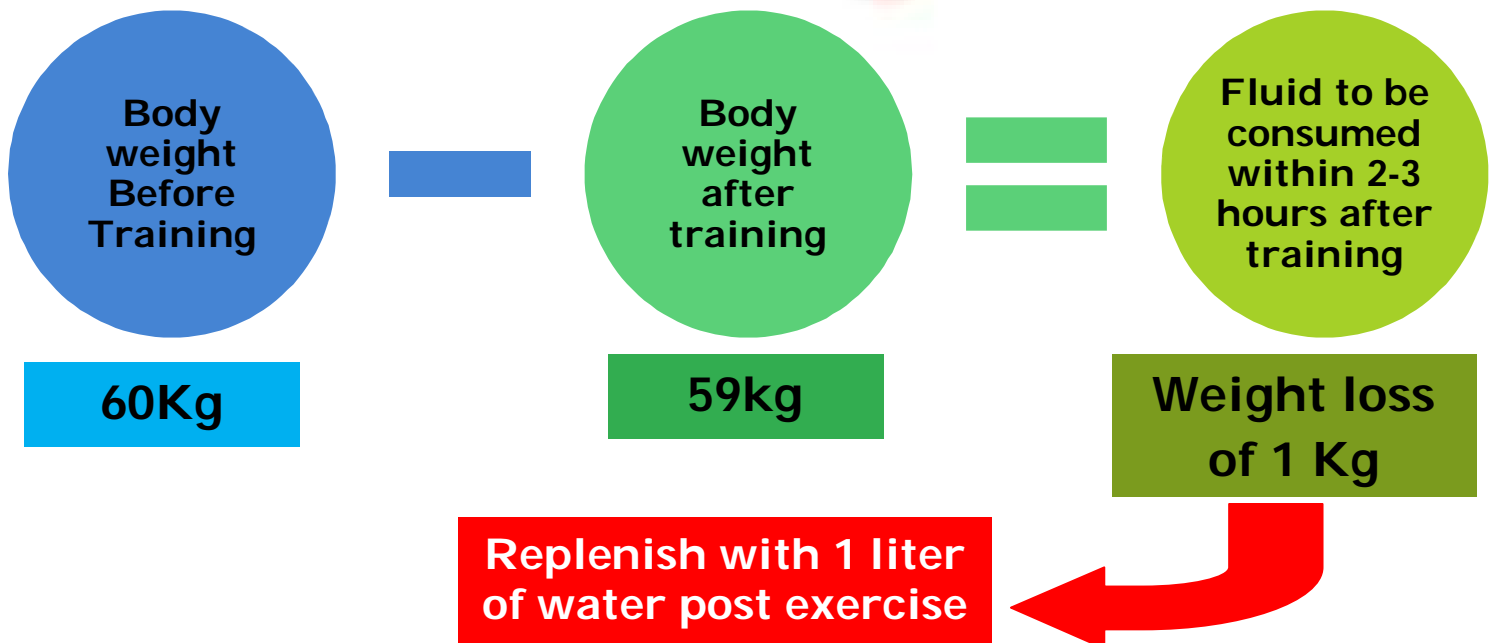 Body
weight
Before
Training
Body
weight
after
training
Fluid to be
consumed
within 2-3
hours after
training
60Kg
59kg
Weight loss
of 1 Kg
Replenish with 1 liter
of water post exercise